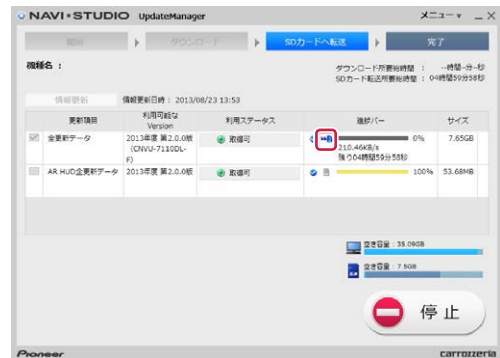 NAVI•STUDIO UpdateManager
メニュー
開始
ダウンロード
SDカードへ転送
完了
機種名 :
ダウンロード所要総時間 : --時間-分--秒
SDカード転送所要総時間 : 04時間59分58秒
情報更新
情報更新日時 : 2013/08/23 13:53
更新項目
利用可能な
Version
利用ステータス
進捗バー
サイズ
全更新データ
2013年度 第2.0.0版
(CNVU-7110DL-
F)
取得可
0%
210.46KB/s
残り04時間59分58秒
7.65GB
AR HUD全更新データ
2013年度 第2.0.0版
取得可
100%
53.68MB
空き容量 : 35.09GB
空き容量 : 7.5GB
停止
Pioneer
carrozzeria